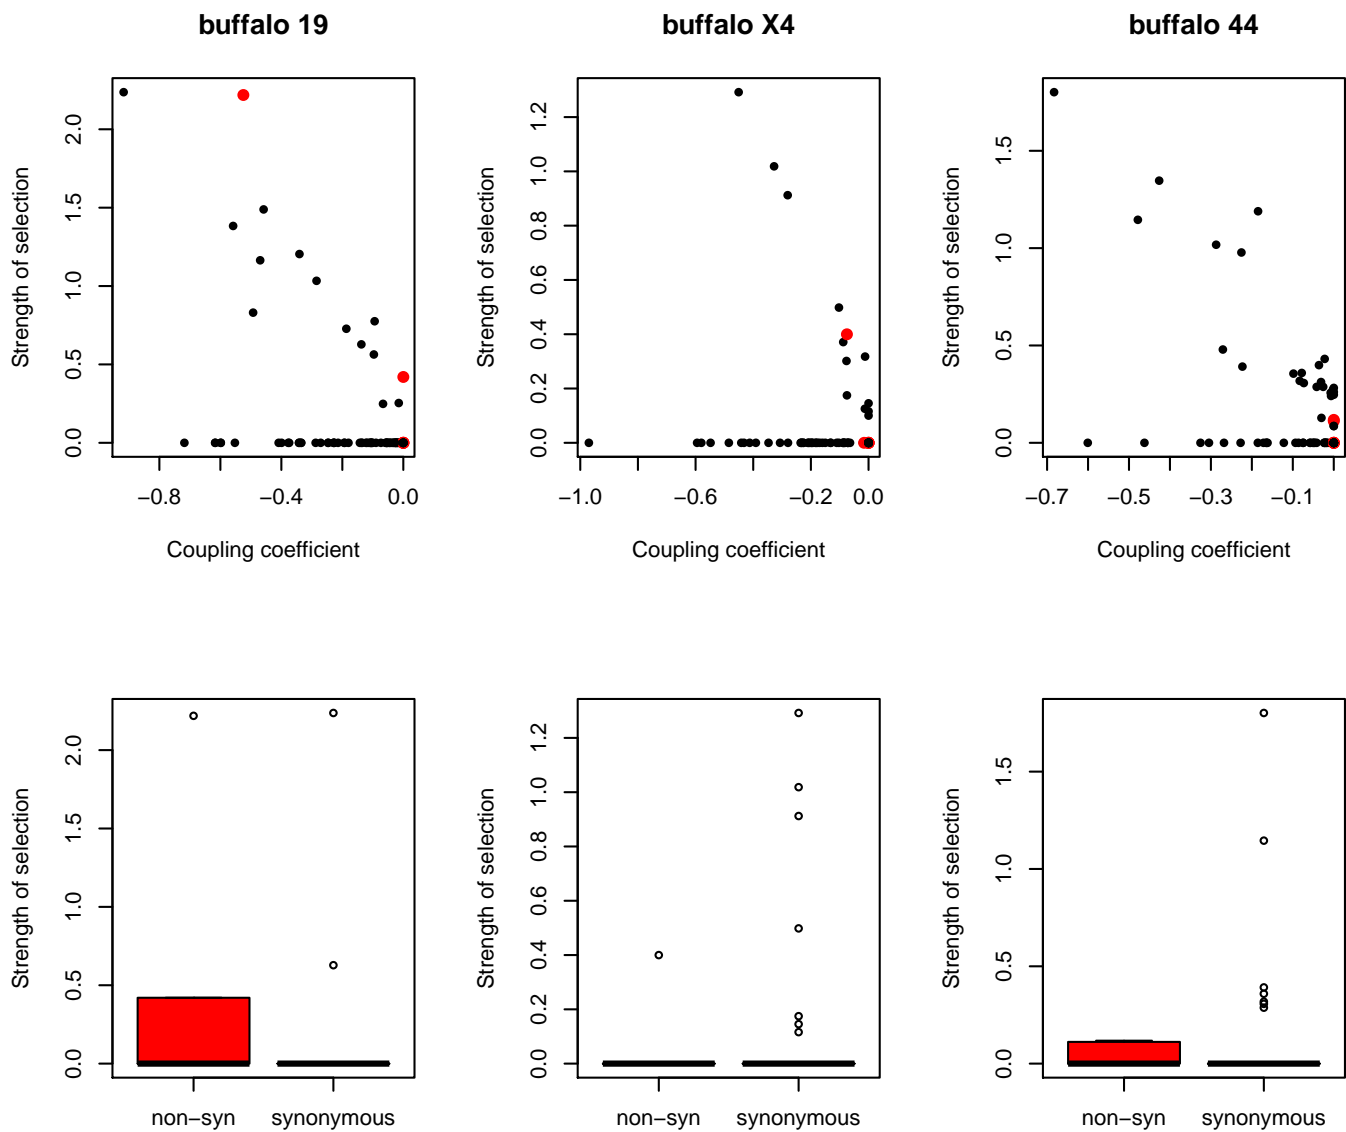 buffalo 19
buffalo X4
buffalo 44
Strength of selection
0.0 0.5 1.0 1.5 2.0
−0.8 −0.4 0.0
Coupling coefficient
Strength of selection
0.0 0.2 0.4 0.6 0.8 1.0 1.2
−1.0 −0.6 −0.2 0.0
Coupling coefficient
Strength of selection
0.0 0.5 1.0 1.5
−0.7 −0.5 −0.3 −0.1
Coupling coefficient
Strength of selection
0.0 0.5 1.0 1.5 2.0
non−syn synonymous
Strength of selection
0.0 0.2 0.4 0.6 0.8 1.0 1.2
non−syn synonymous
Strength of selection
0.0 0.5 1.0 1.5
non−syn synonymous